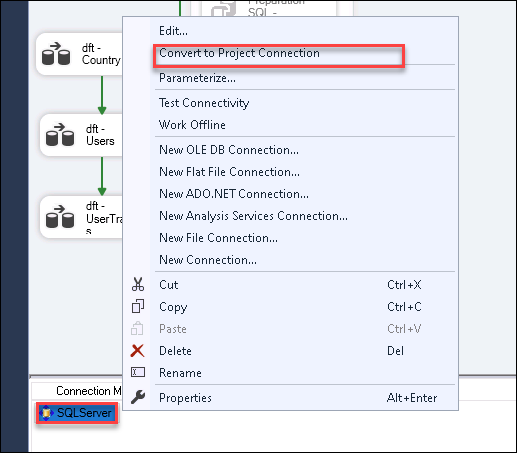 Preparation
SQL -
dft -
Country
dft -
Users
dft -
UserTra
s
Edit...
Convert to Project Connection
Parameterize...
Test Connectivity
Work Offline
New OLE DB Connection...
New Flat File Connection...
New ADO.NET Connection...
New Analysis Services Connection...
New File Connection...
New Connection...
Cut Ctrl+X
Copy Ctrl+C
Paste Ctrl+V
Delete Del
Rename
Properties Alt+Enter
Connection M
SQLServer